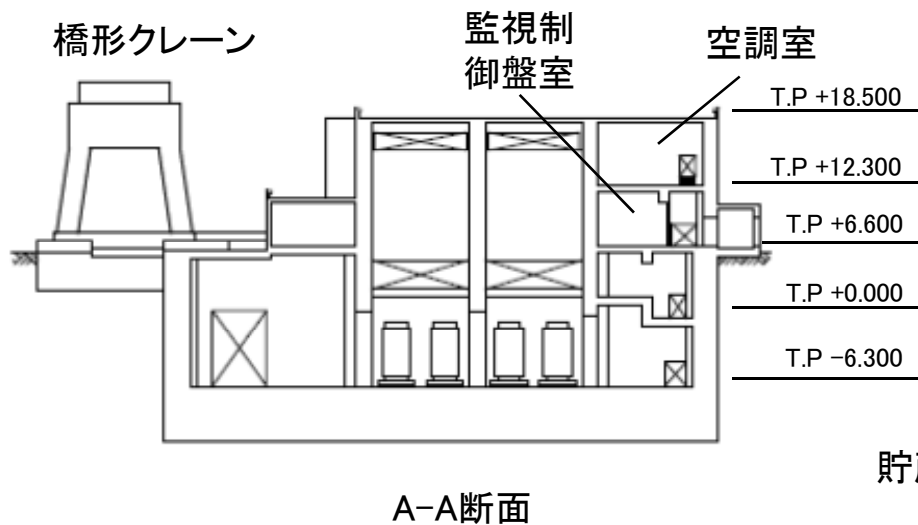 橋形クレーン
監視制
御盤室
空調室
T.P +18.500
T.P +12.300
T.P +6.600
T.P +0.000
T.P −6.300
貯
A−A断面